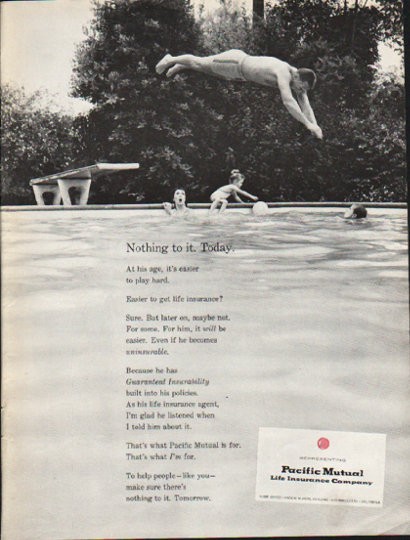 Nothing to it. Today.
At his age, it's easier
to play hard.
Easier to get life insurance?
Sure. But later on, maybe not.
For some. For him, it will be
easier. Even if he becomes
uninsurable.
Because he has
Guaranteed Insurability
built into his policies.
As his life insurance agent,
I'm glad he listened when
I told him about it.
That's what Pacific Mutual is for.
That's what I'm for.
To help people—like you—
make sure there's
nothing to it. Tomorrow.
REPRESENTING
Pacific Mutual
Life Insurance Company